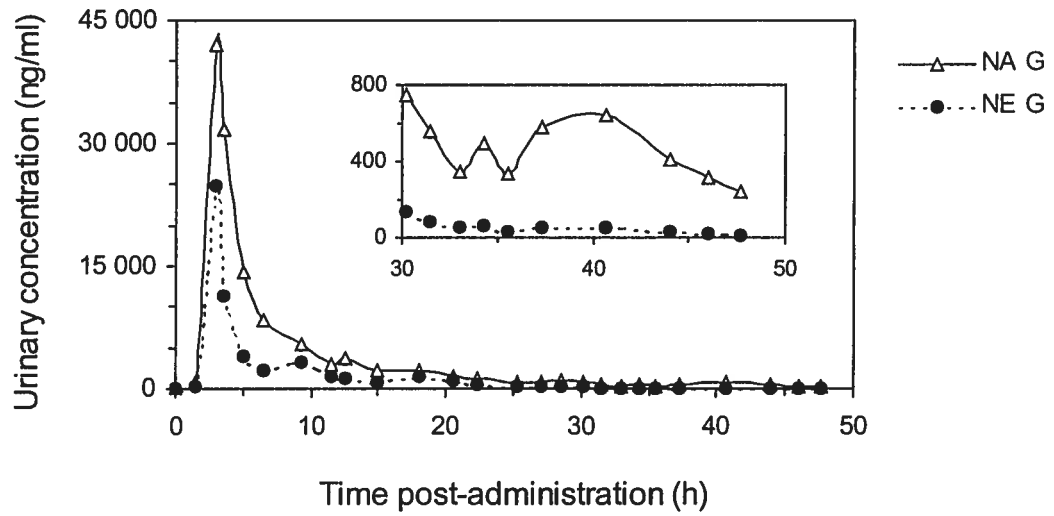 Urinary concentration (ng/ml)
45 000
30 000
15 000
0
0 10 20 30 40 50
Time post-administration (h)
800
400
0
30 40 50
NA G
NE G